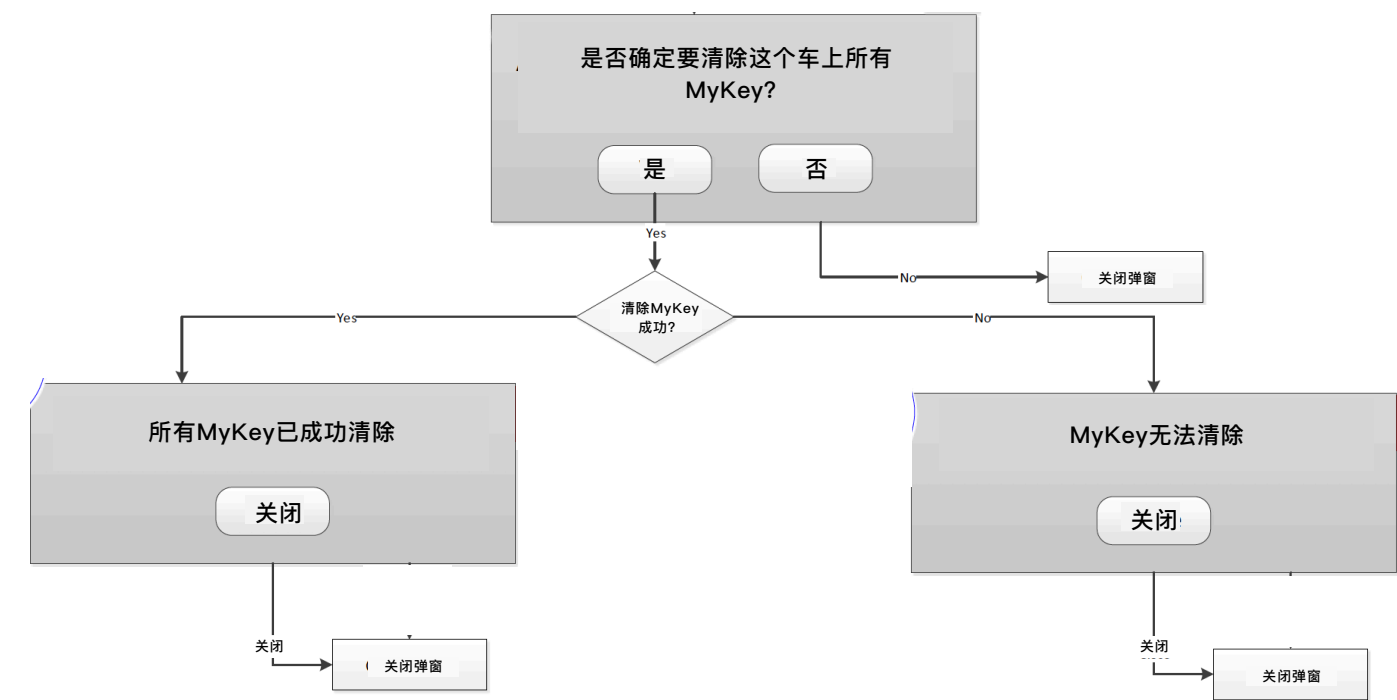 是否确定要清除这个车上所有
MyKey?
是
否
Yes
No
关闭弹窗
清除MyKey
成功?
Yes
No
所有MyKey已成功清除
关闭
MyKey无法清除
关闭
关闭
关闭弹窗
关闭
关闭弹窗